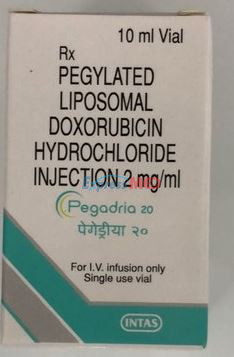 10 ml Vial
Rx
PEGYLATED
LIPOSOMAL
DOXORUBICIN
HYDROCHLORIDE
INJECTION 2 mg/ml
Pegadria 20
पेगेड्रीया २०
For I.V. infusion only
Single use vial
INTAS